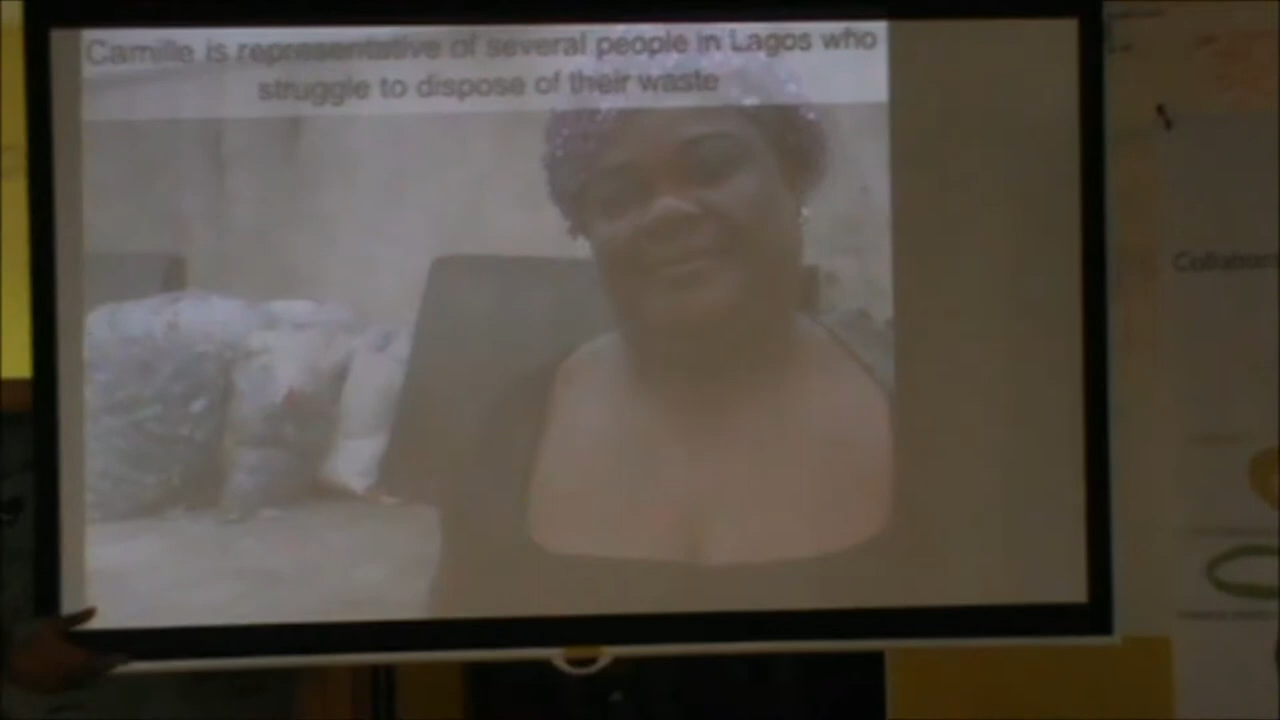 Camille is representative of several people in Lagos who
struggle to dispose of their waste